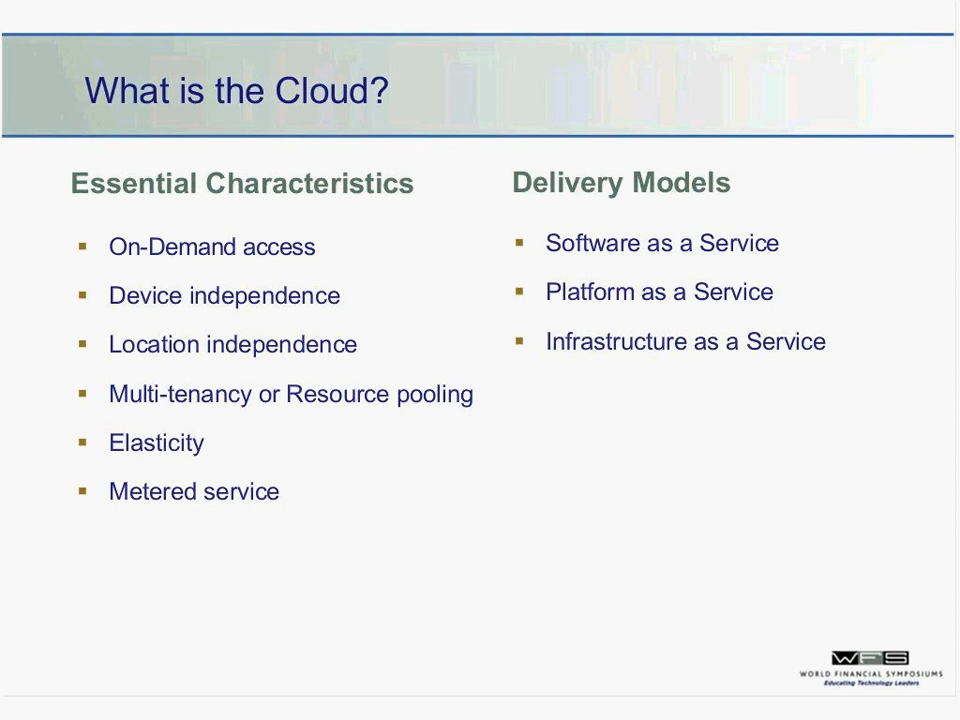 What is the Cloud?
Essential Characteristics
On-Demand access
Device independence
Location independence
Multi-tenancy or Resource pooling
Elasticity
Metered service
Delivery Models
Software as a Service
Platform as a Service
Infrastructure as a Service
WFS
WORLD FINANCIAL SYMPOSIUMS
Educating Technology Leaders